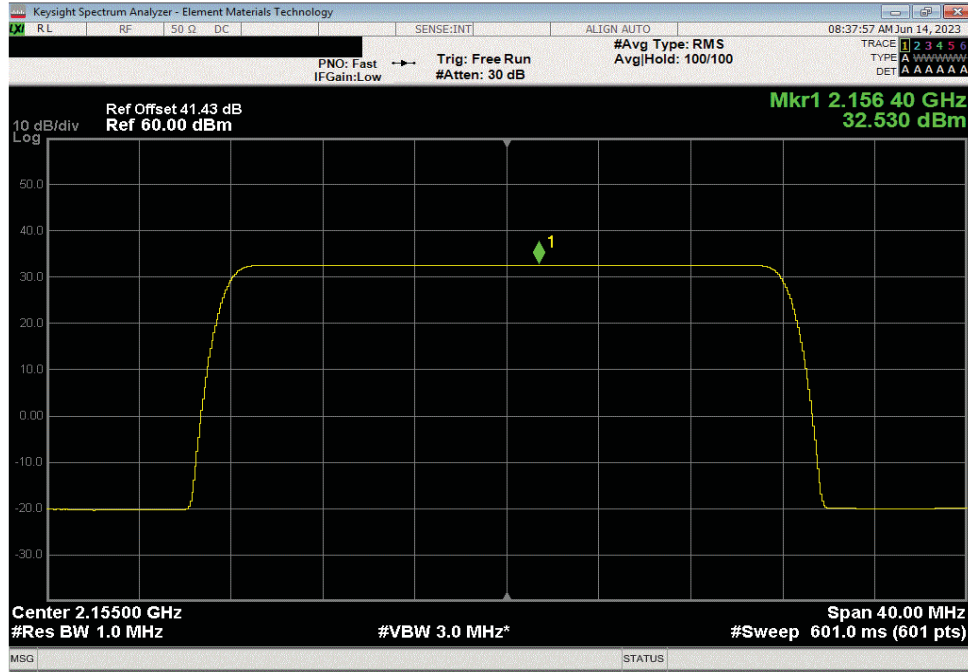 Keysight Spectrum Analyzer - Element Materials Technology
LXI RL RF 50 Ω DC SENSE:INT ALIGN AUTO 08:37:57 AM Jun 14, 2023
PNO: Fast
IFGain:Low
Trig: Free Run
#Atten: 30 dB
#Avg Type: RMS
Avg|Hold: 100/100
TRACE 1 2 3 4 5 6
TYPE A WWWWW
DET A A A A A A
Mkr1 2.156 40 GHz
32.530 dBm
10 dB/div
Log
Ref Offset 41.43 dB
Ref 60.00 dBm
50.0
40.0
1
30.0
20.0
10.0
0.00
-10.0
-20.0
-30.0
Center 2.15500 GHz
Span 40.00 MHz
#Res BW 1.0 MHz
#VBW 3.0 MHz*
#Sweep 601.0 ms (601 pts)
MSG
STATUS